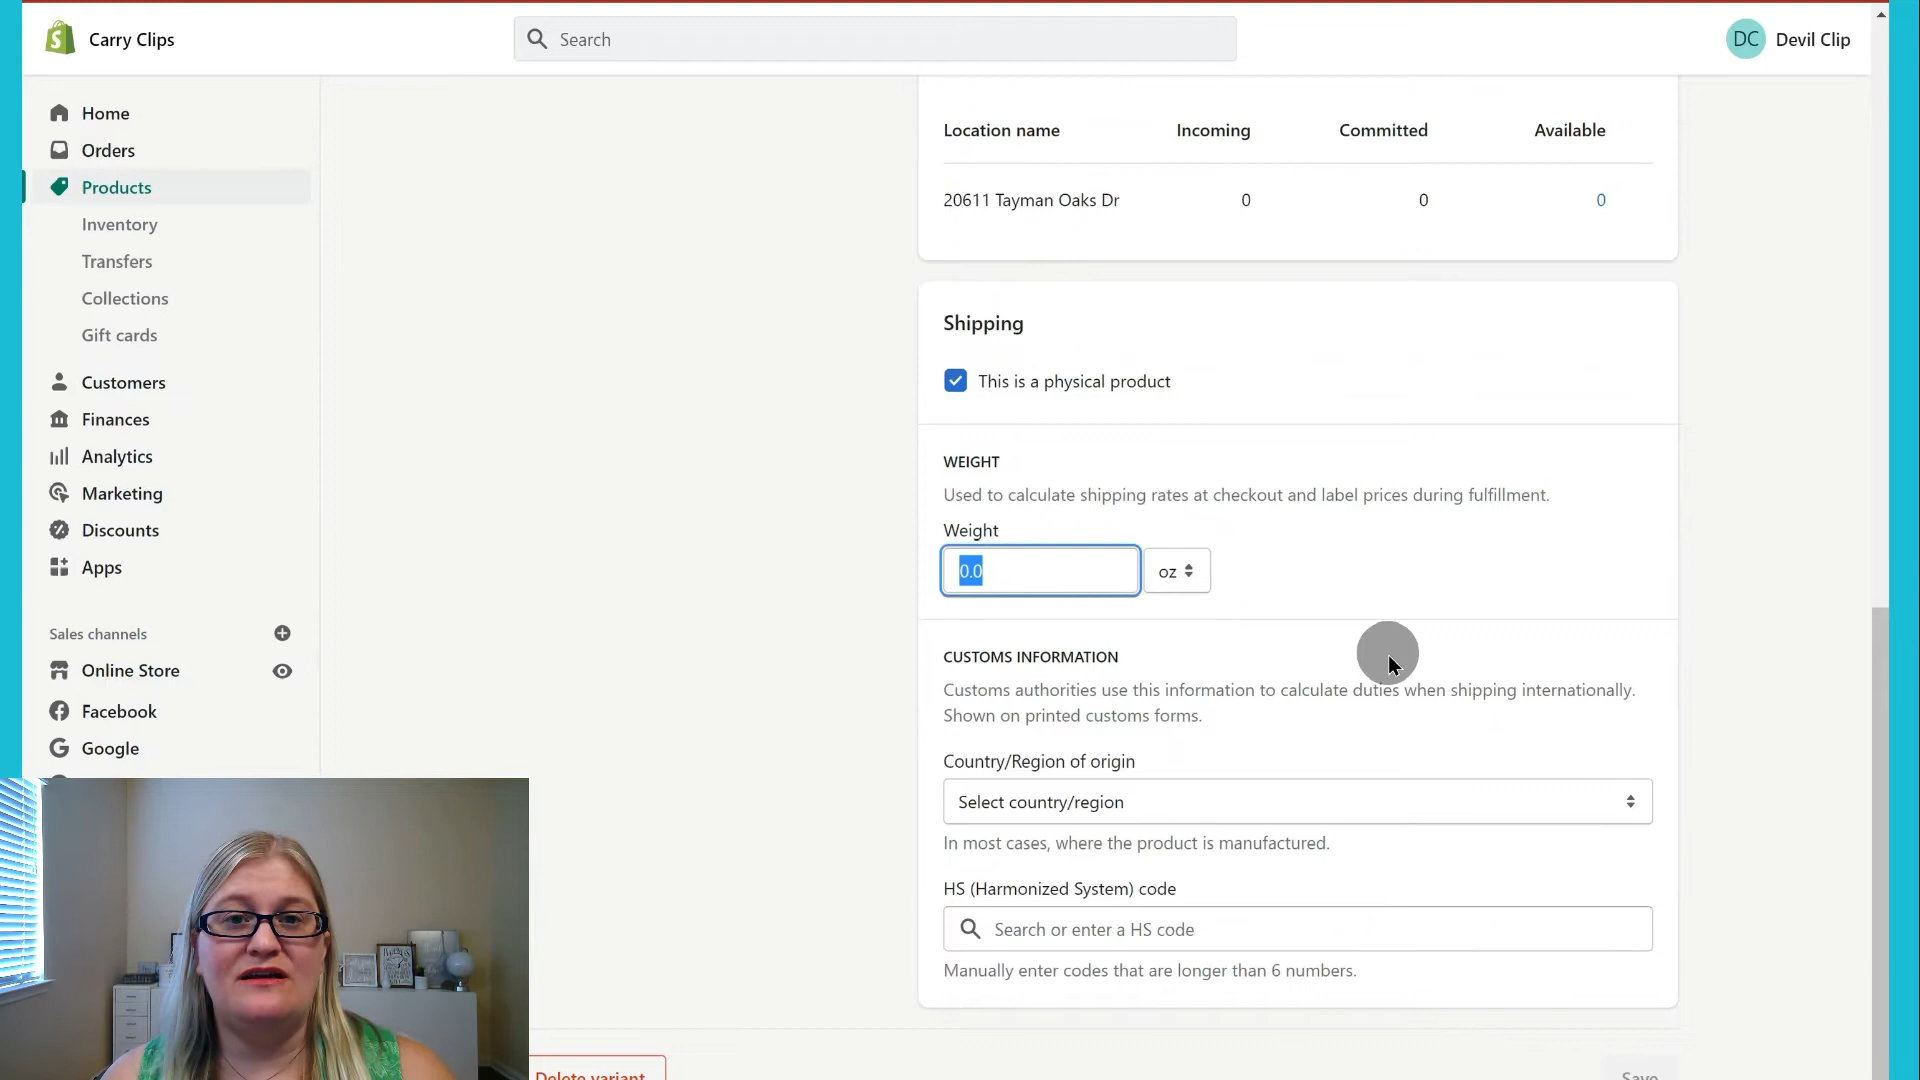 Carry Clips
Search
DC Devil Clip
Home
Orders
Products
Inventory
Transfers
Collections
Gift cards
Customers
Finances
Analytics
Marketing
Discounts
Apps
Sales channels
Online Store
Facebook
Google
Location name Incoming Committed Available
20611 Tayman Oaks Dr 0 0 0
Shipping
This is a physical product
WEIGHT
Used to calculate shipping rates at checkout and label prices during fulfillment.
Weight
0.0 oz
CUSTOMS INFORMATION
Customs authorities use this information to calculate duties when shipping internationally.
Shown on printed customs forms.
Country/Region of origin
Select country/region
In most cases, where the product is manufactured.
HS (Harmonized System) code
Search or enter a HS code
Manually enter codes that are longer than 6 numbers.
Delete variant Save